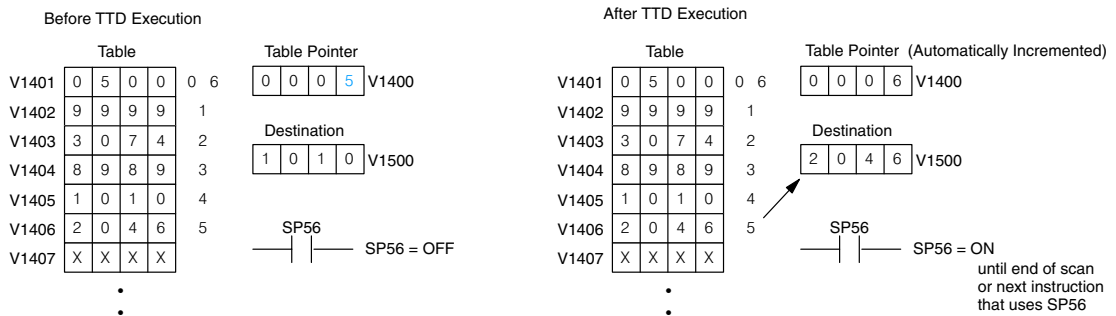 Before TTD Execution
Table
Table Pointer
V1401 0 5 0 0 0 6
0 0 0 5 V1400
V1402 9 9 9 9 1
V1403 3 0 7 4 2
Destination
V1404 8 9 8 9 3
1 0 1 0 V1500
V1405 1 0 1 0 4
V1406 2 0 4 6 5
SP56
SP56 = OFF
V1407 X X X X
After TTD Execution
Table
Table Pointer (Automatically Incremented)
V1401 0 5 0 0 0 6
0 0 0 6 V1400
V1402 9 9 9 9 1
V1403 3 0 7 4 2
Destination
V1404 8 9 8 9 3
2 0 4 6 V1500
V1405 1 0 1 0 4
V1406 2 0 4 6 5
SP56
SP56 = ON
V1407 X X X X
until end of scan
or next instruction
that uses SP56